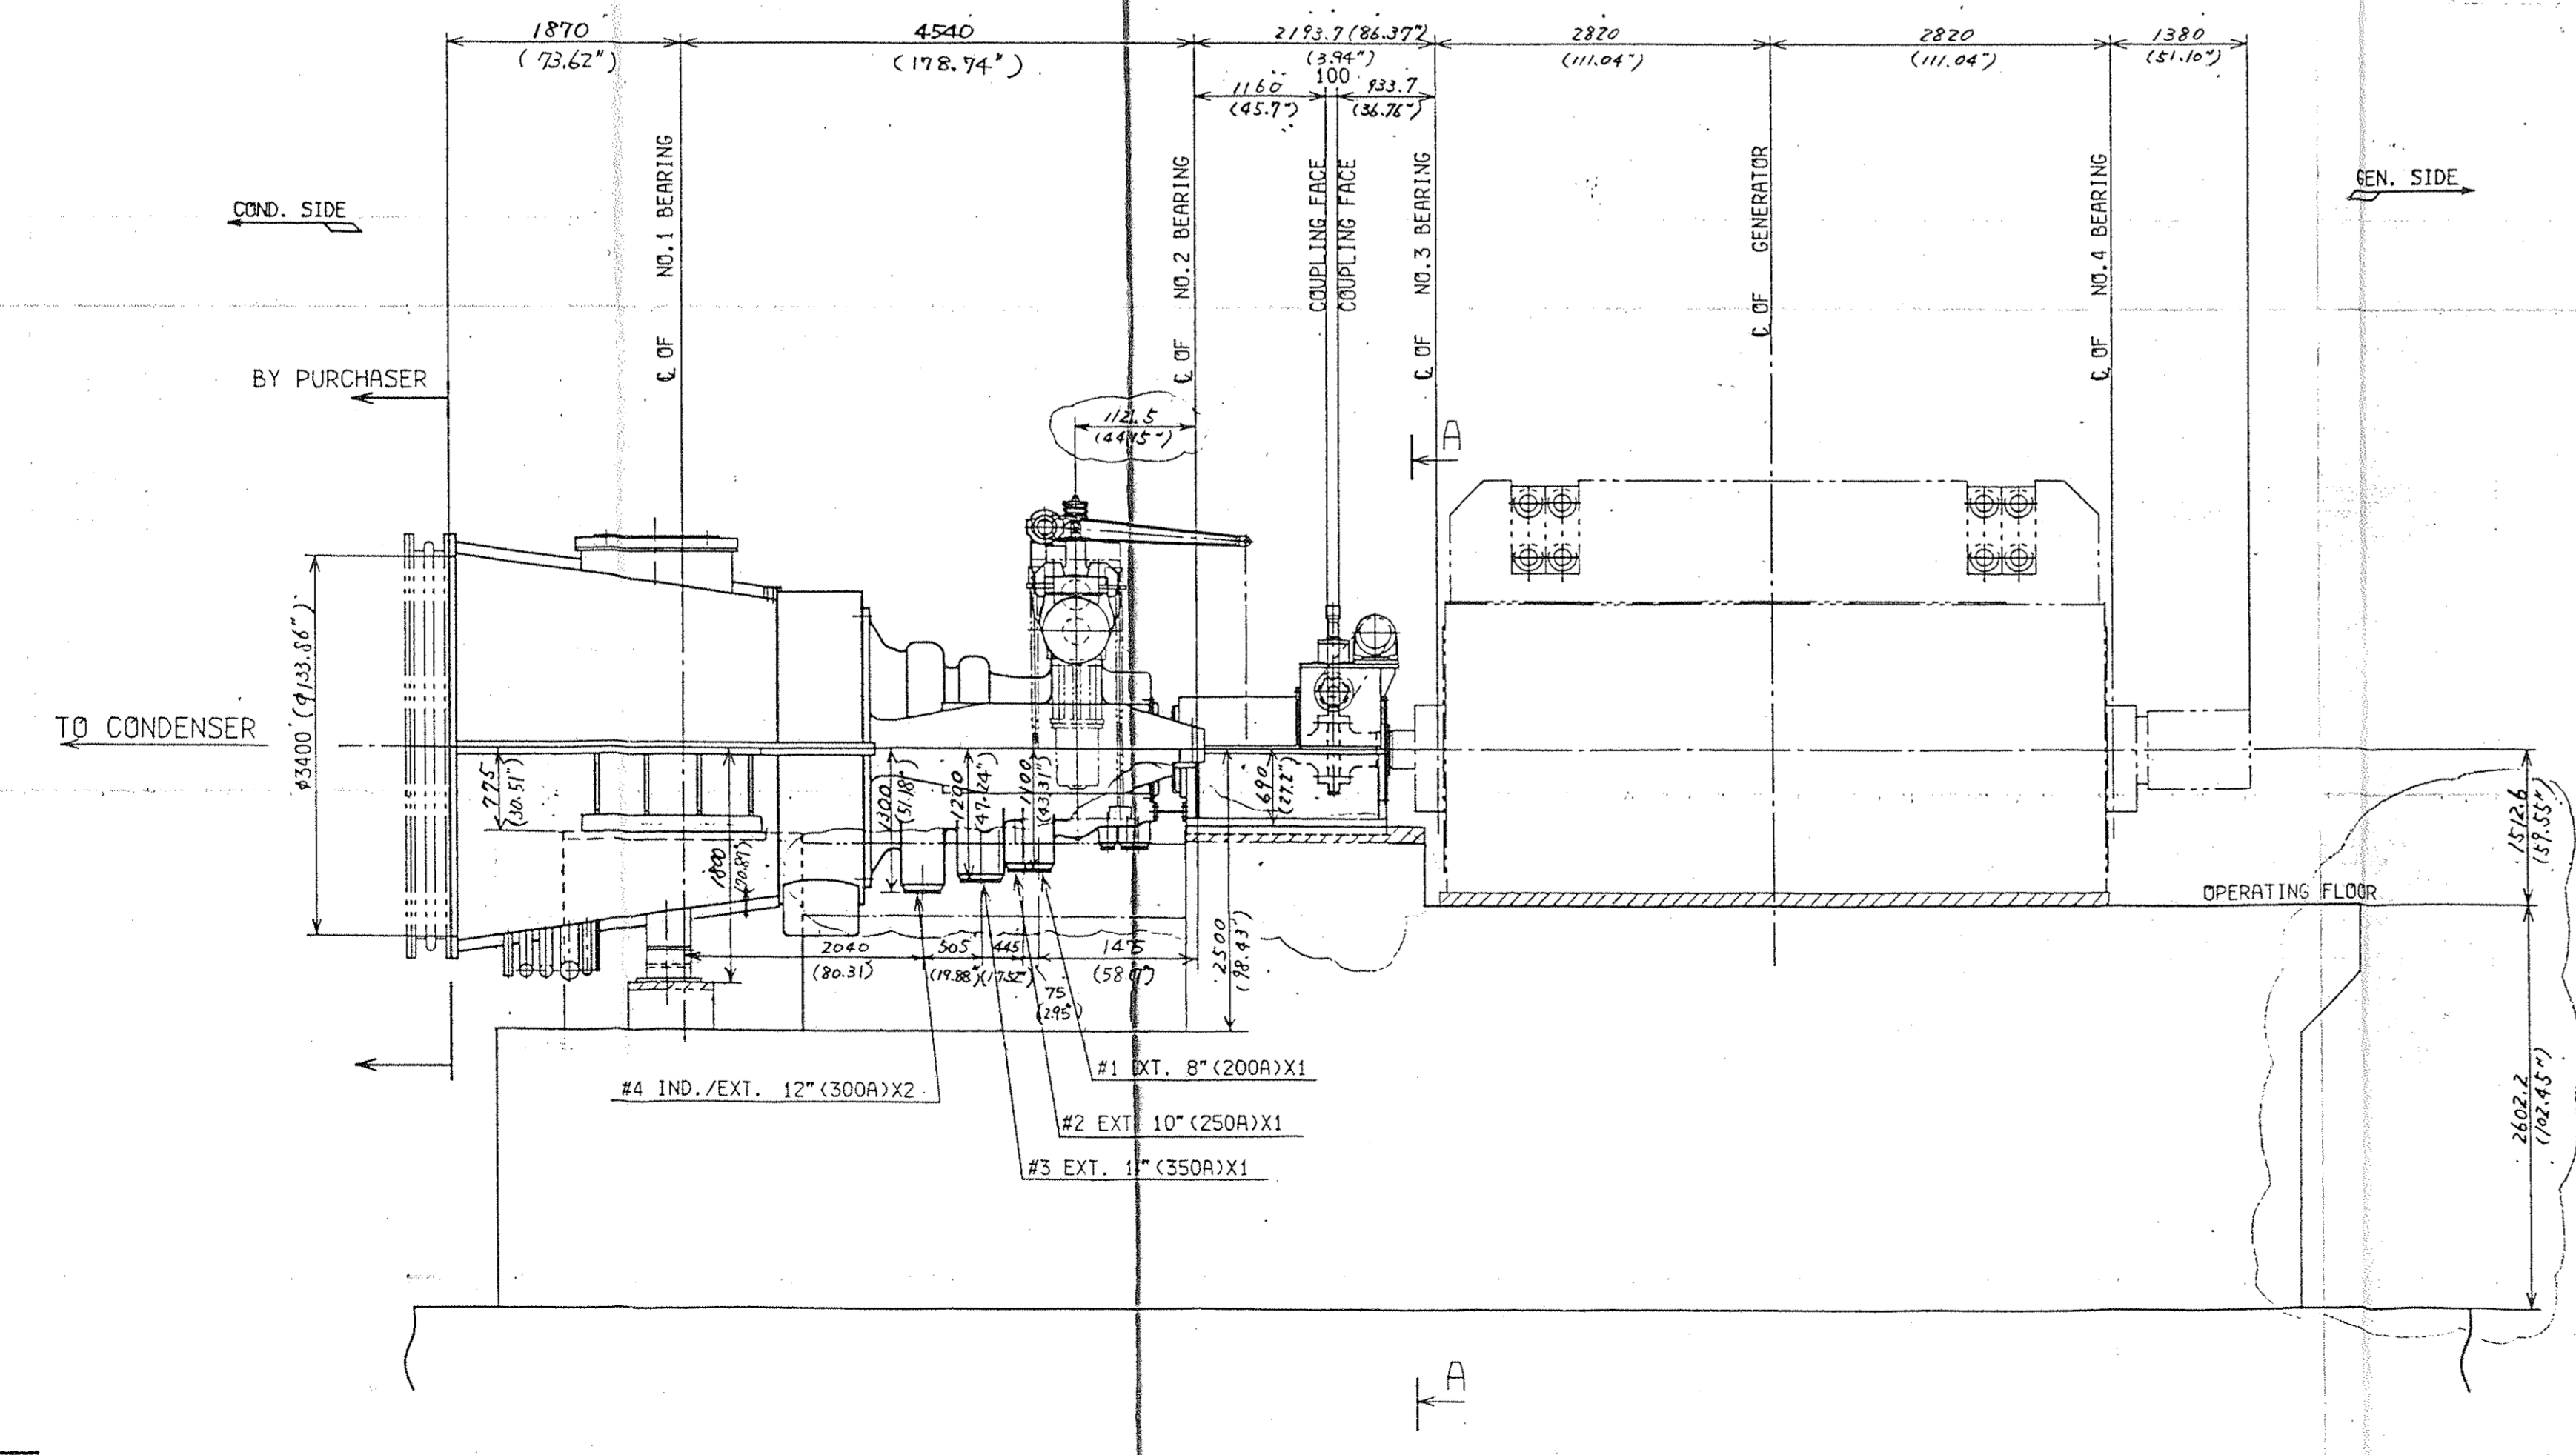 1870
(73.62")
4540
(178.74")
2193.7(86.37")
(3.94")
100
1160
(45.7")
933.7
(36.76")
2820
(111.04")
2820
(111.04")
1380
(51.10")
COND. SIDE
GEN. SIDE
℄ OF NO.1 BEARING
℄ OF NO.2 BEARING
COUPLING FACE
COUPLING FACE
℄ OF NO.3 BEARING
℄ OF GENERATOR
℄ OF NO.4 BEARING
BY PURCHASER
112.5
A
TO CONDENSER
φ3400 (φ133.86")
775
(30.51")
1800
(70.87")
1300
(51.18")
1200
(47.24")
1100
(43.31")
690
(27.2")
1512.6
(59.55")
OPERATING FLOOR
2040
(80.31")
505
(19.88")
445
(17.52")
75
(2.95")
1475
2500
(98.43")
2602.2
(102.45")
#1 EXT. 8"(200A)X1
#4 IND./EXT. 12"(300A)X2
#2 EXT. 10"(250A)X1
#3 EXT. (350A)X1
A